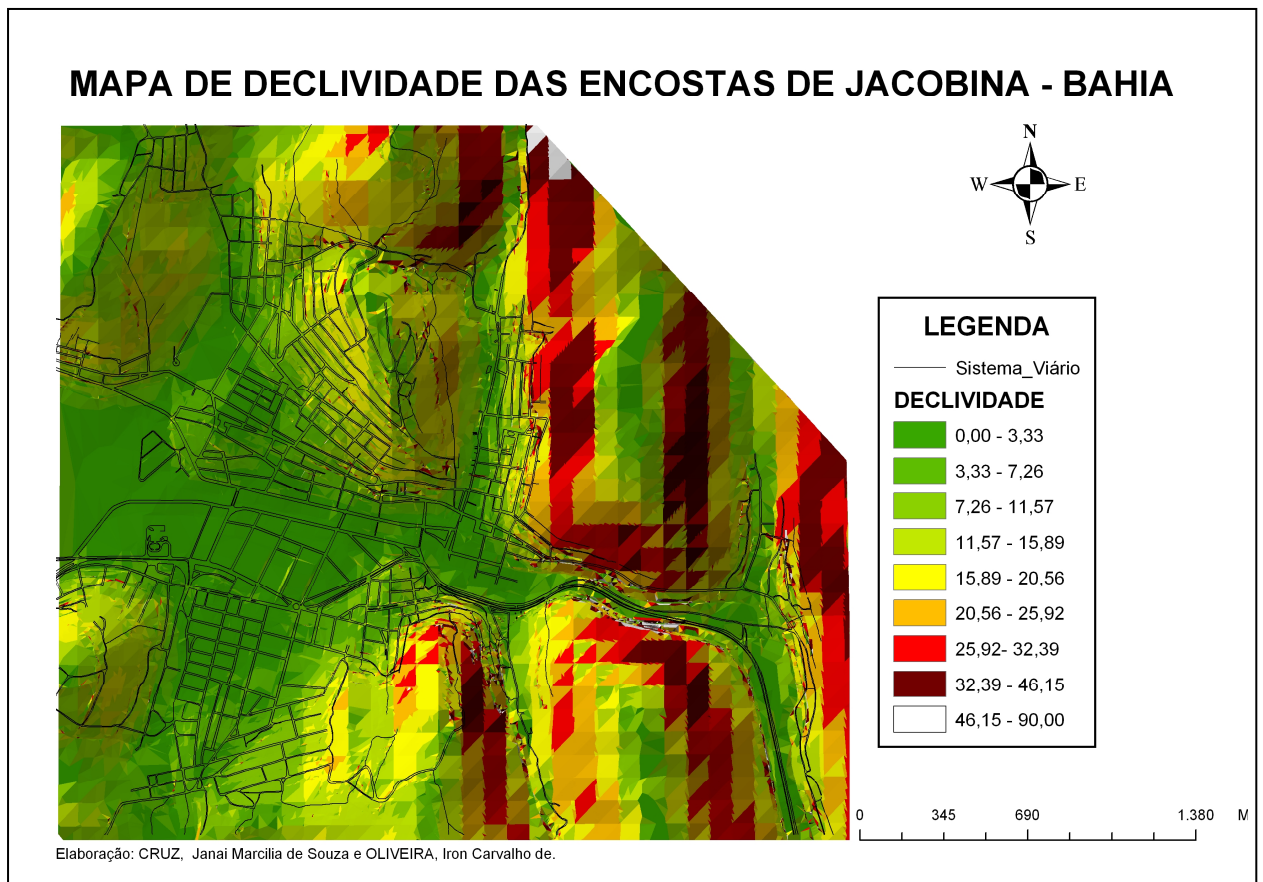 MAPA DE DECLIVIDADE DAS ENCOSTAS DE JACOBINA - BAHIA
N
W E
S
LEGENDA
Sistema_Viário
DECLIVIDADE
0,00 - 3,33
3,33 - 7,26
7,26 - 11,57
11,57 - 15,89
15,89 - 20,56
20,56 - 25,92
25,92- 32,39
32,39 - 46,15
46,15 - 90,00
0 345 690 1.380 M
Elaboração: CRUZ, Janai Marcilia de Souza e OLIVEIRA, Iron Carvalho de.